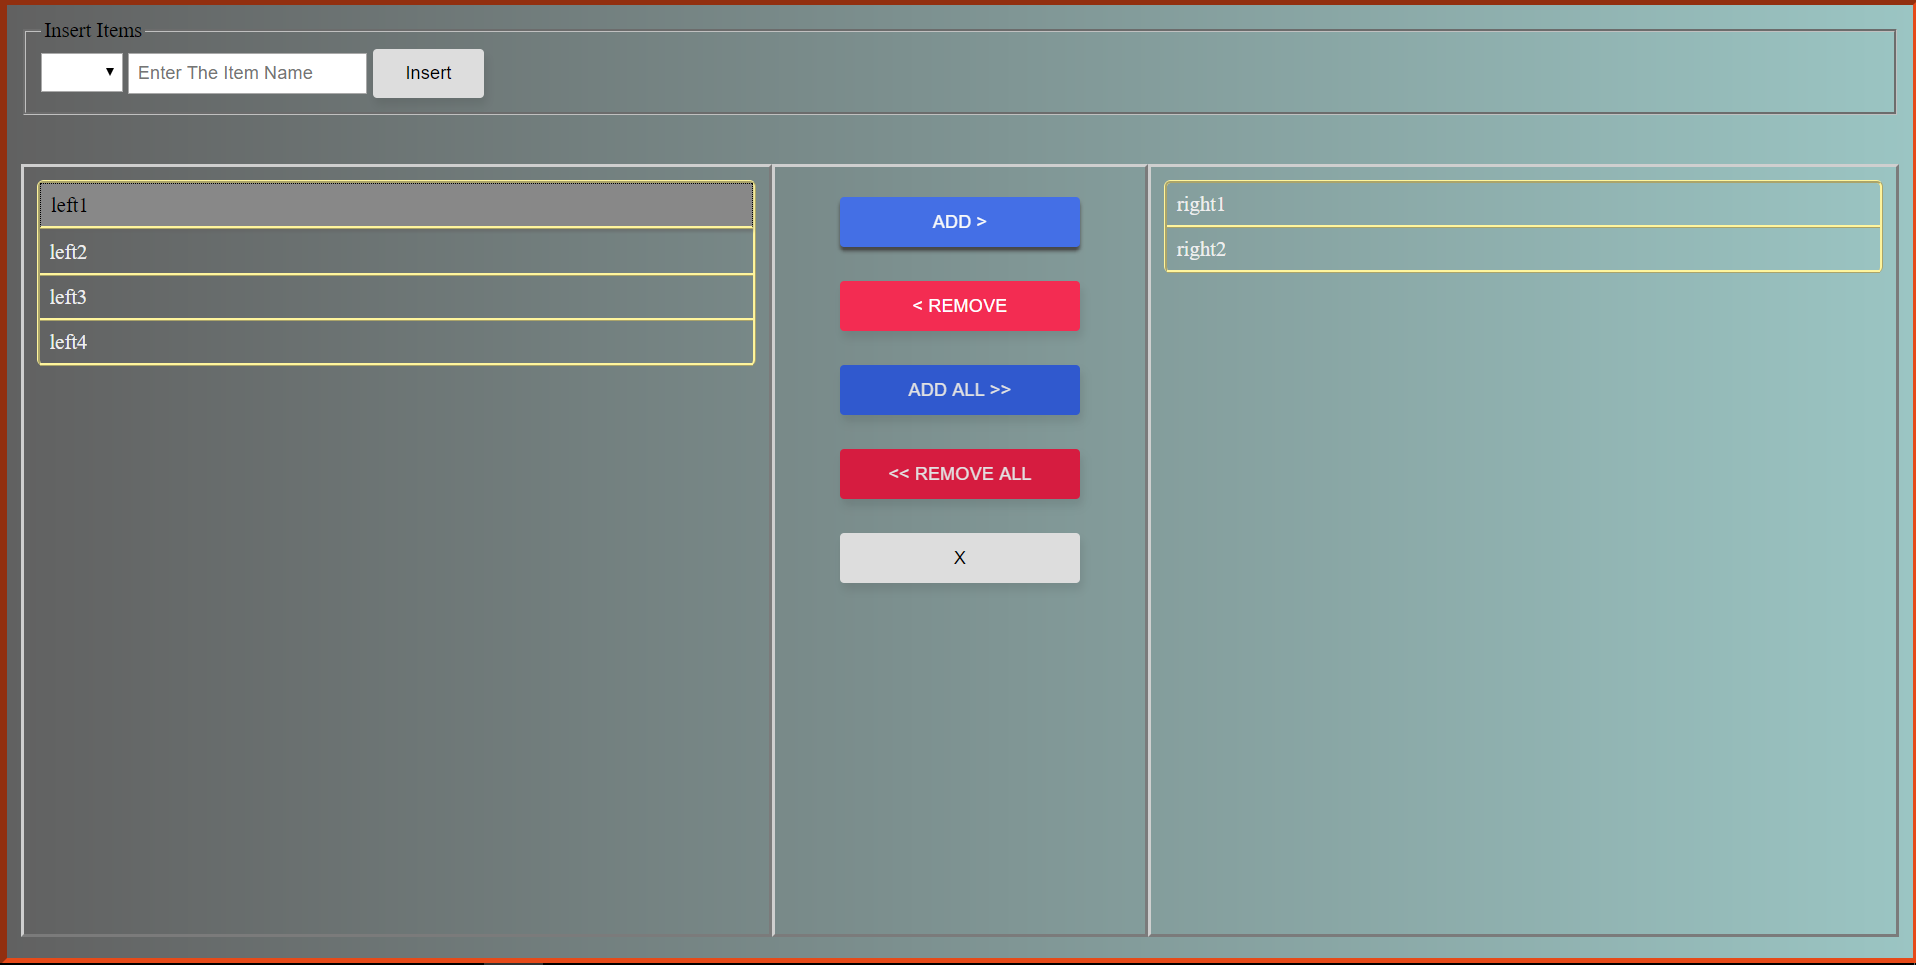 Insert Items
Enter The Item Name
Insert
left1
left2
left3
left4
ADD >
< REMOVE
ADD ALL >>
<< REMOVE ALL
X
right1
right2